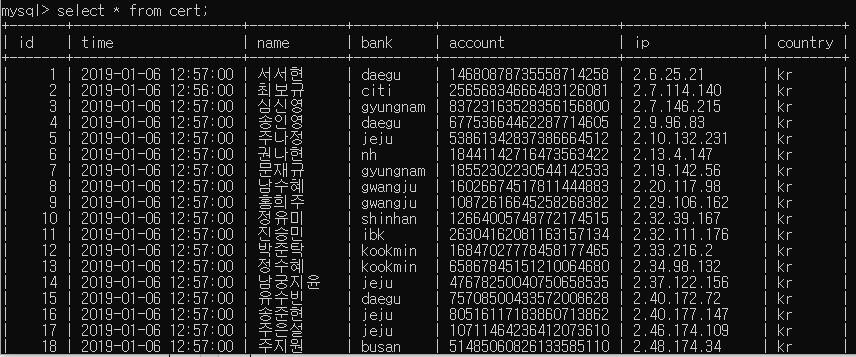 mysql> select * from cert;
| id | time | name | bank | account | ip | country |
| 1 | 2019-01-06 12:57:00 | 서서현 | daegu | 14680878735558714258 | 2.6.25.21 | kr
| 2 | 2019-01-06 12:56:00 | 최보규 | citi | 25656834666483126081 | 2.7.114.140 | kr
| 3 | 2019-01-06 12:57:00 | 심신영 | gyungnam | 83723163528356156800 | 2.7.146.215 | kr
| 4 | 2019-01-06 12:57:00 | 송인영 | daegu | 67753664462287714605 | 2.9.96.83 | kr
| 5 | 2019-01-06 12:57:00 | 주나정 | jeju | 53861342837386664512 | 2.10.132.231 | kr
| 6 | 2019-01-06 12:57:00 | 권나현 | nh | 18441142716473563422 | 2.13.4.147 | kr
| 7 | 2019-01-06 12:57:00 | 문재규 | gyungnam | 18552302230544142533 | 2.19.142.56 | kr
| 8 | 2019-01-06 12:57:00 | 남수혜 | gwangju | 16026674517811444883 | 2.20.117.98 | kr
| 9 | 2019-01-06 12:57:00 | 홍희주 | gwangju | 10872616645258268382 | 2.29.106.162 | kr
| 10 | 2019-01-06 12:57:00 | 정유미 | shinhan | 12664005748772174515 | 2.32.39.167 | kr
| 11 | 2019-01-06 12:57:00 | 진승민 | ibk | 26304162081163157134 | 2.32.111.176 | kr
| 12 | 2019-01-06 12:57:00 | 박준탁 | kookmin | 16847027778458177465 | 2.33.216.2 | kr
| 13 | 2019-01-06 12:57:00 | 정수혜 | kookmin | 65867845151210064680 | 2.34.98.132 | kr
| 14 | 2019-01-06 12:57:00 | 남궁지윤 | jeju | 47678250040750658535 | 2.37.122.156 | kr
| 15 | 2019-01-06 12:57:00 | 유수빈 | daegu | 75708500433572008628 | 2.40.172.72 | kr
| 16 | 2019-01-06 12:57:00 | 송준현 | jeju | 80516117183860713862 | 2.40.177.147 | kr
| 17 | 2019-01-06 12:57:00 | 주은설 | jeju | 10711464236412073610 | 2.46.174.109 | kr
| 18 | 2019-01-06 12:57:00 | 주지원 | busan | 51485060826133585110 | 2.48.174.34 | kr